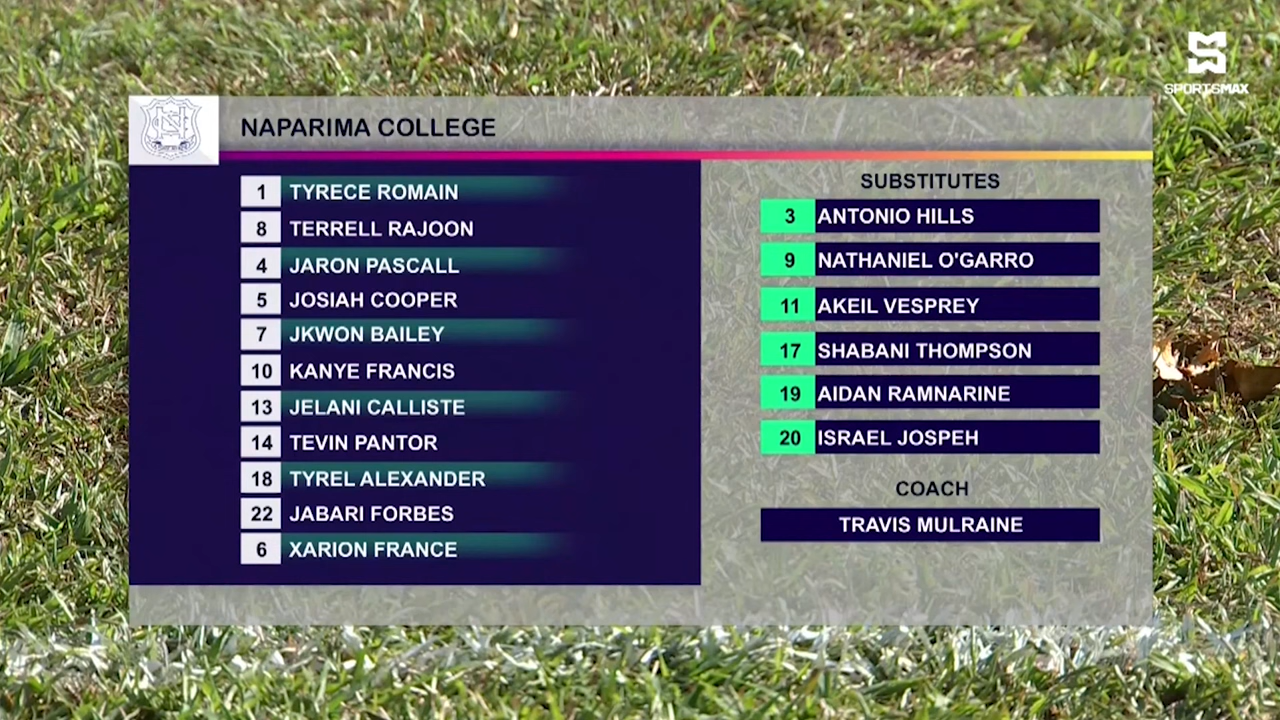 SPORTSMAX
NAPARIMA COLLEGE
1 TYRECE ROMAIN
8 TERRELL RAJOON
4 JARON PASCALL
5 JOSIAH COOPER
7 JKWON BAILEY
10 KANYE FRANCIS
13 JELANI CALLISTE
14 TEVIN PANTOR
18 TYREL ALEXANDER
22 JABARI FORBES
6 XARION FRANCE
SUBSTITUTES
3 ANTONIO HILLS
9 NATHANIEL O'GARRO
11 AKEIL VESPREY
17 SHABANI THOMPSON
19 AIDAN RAMNARINE
20 ISRAEL JOSPEH
COACH
TRAVIS MULRAINE